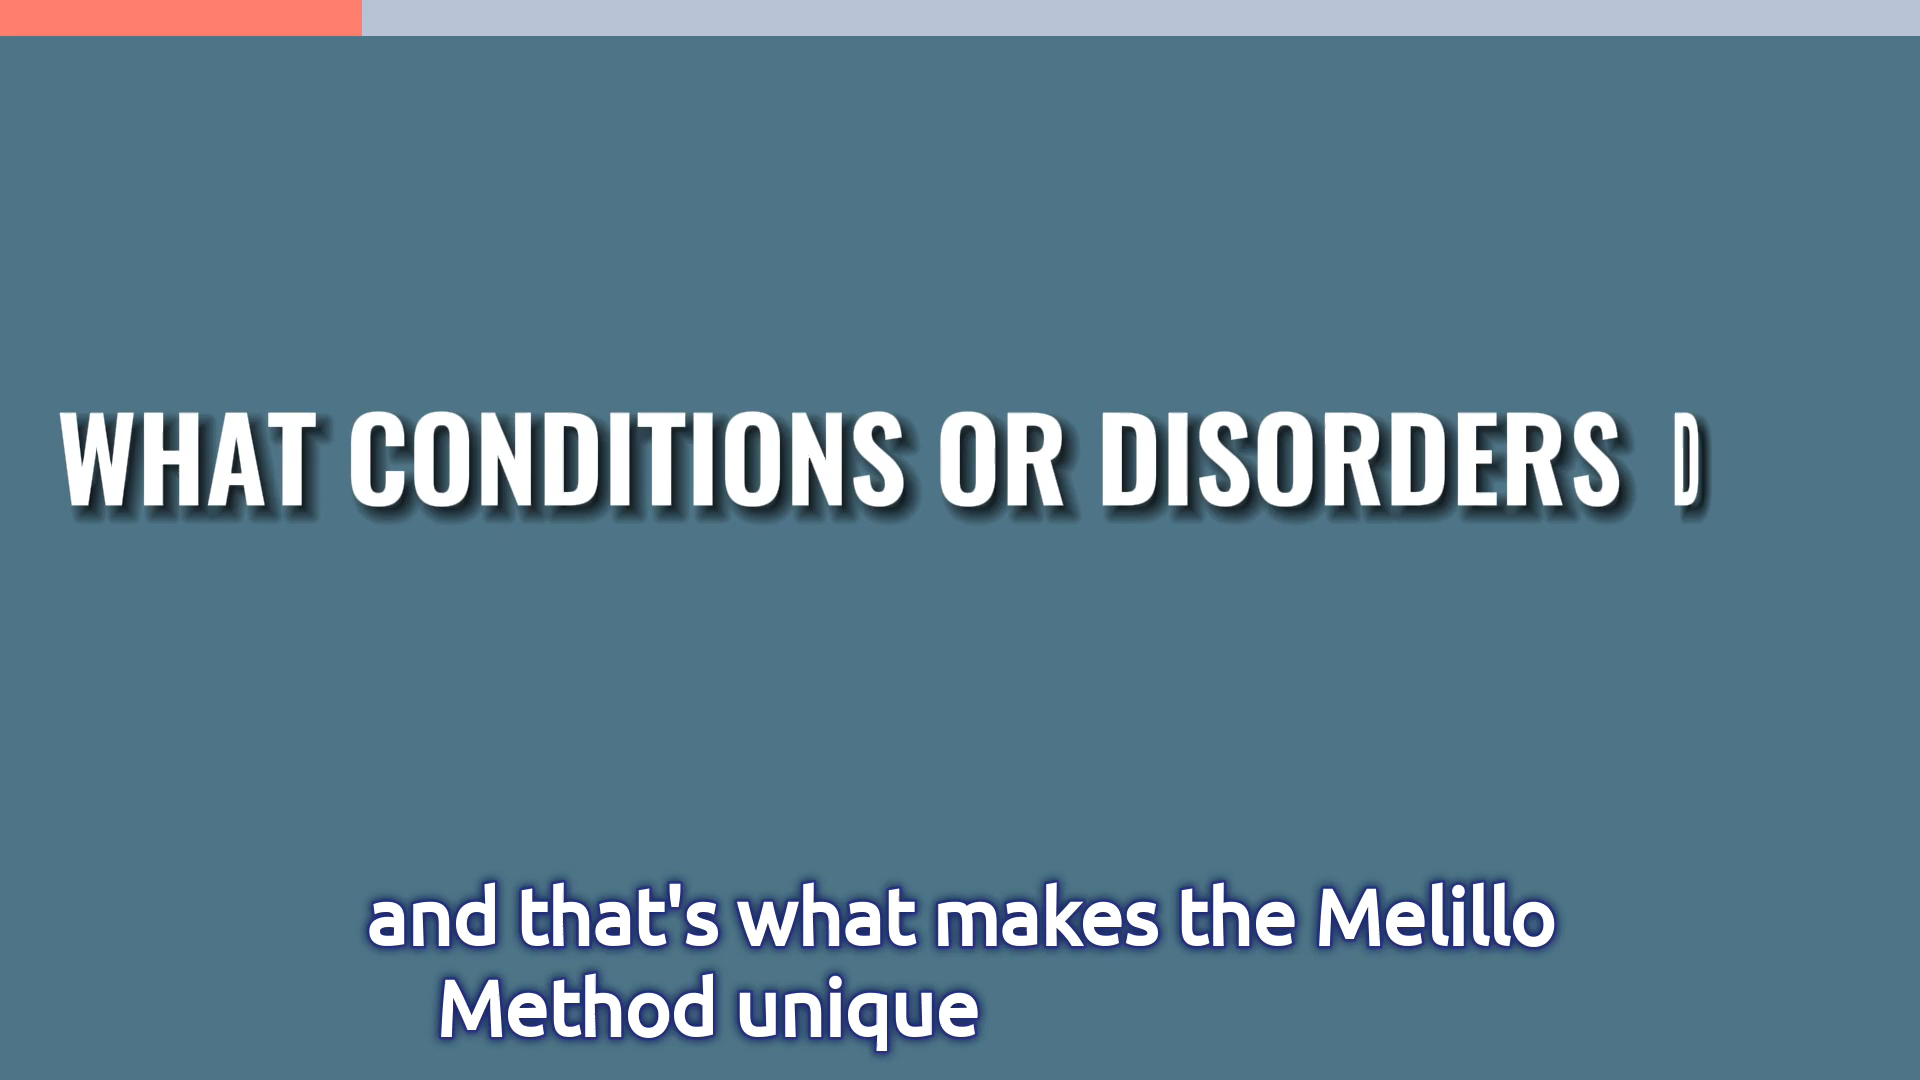 WHAT CONDITIONS OR DISORDERS D
and that's what makes the Melillo
Method unique